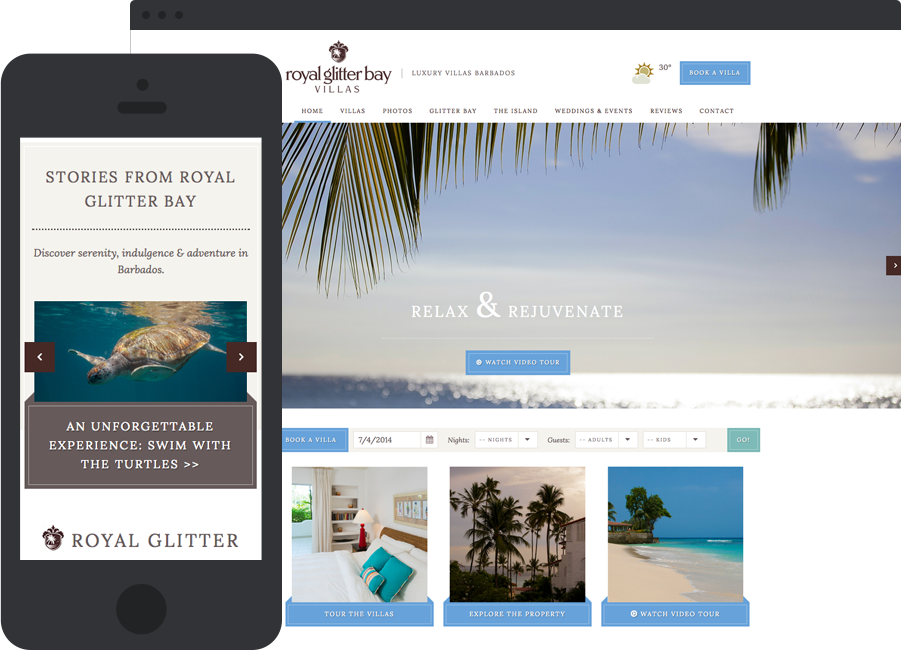 royal glitter bay
VILLAS
LUXURY VILLAS BARBADOS
30°
BOOK A VILLA
HOME VILLAS PHOTOS GLITTER BAY THE ISLAND WEDDINGS & EVENTS REVIEWS CONTACT
RELAX & REJUVENATE
WATCH VIDEO TOUR
BOOK A VILLA 7/4/2014 Nights: -- NIGHTS Guests: -- ADULTS -- KIDS GO!
TOUR THE VILLAS EXPLORE THE PROPERTY WATCH VIDEO TOUR
STORIES FROM ROYAL
GLITTER BAY
Discover serenity, indulgence & adventure in
Barbados.
AN UNFORGETTABLE
EXPERIENCE: SWIM WITH
THE TURTLES >>
ROYAL GLITTER